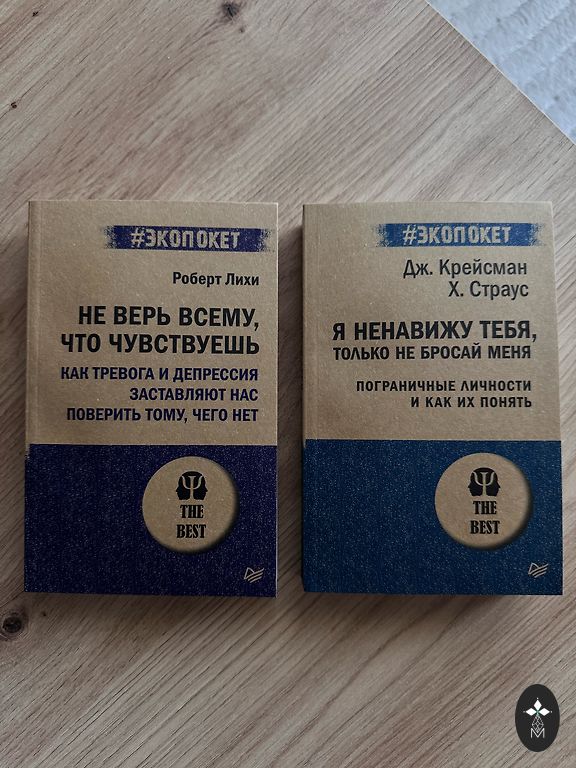 #ЭКОПОКЕТ
Роберт Лихи
НЕ ВЕРЬ ВСЕМУ,
ЧТО ЧУВСТВУЕШЬ
КАК ТРЕВОГА И ДЕПРЕССИЯ
ЗАСТАВЛЯЮТ НАС
ПОВЕРИТЬ ТОМУ, ЧЕГО НЕТ
Ψ
THE
BEST
#ЭКОПОКЕТ
Дж. Крейсман
Х. Страус
Я НЕНАВИЖУ ТЕБЯ,
ТОЛЬКО НЕ БРОСАЙ МЕНЯ
ПОГРАНИЧНЫЕ ЛИЧНОСТИ
И КАК ИХ ПОНЯТЬ
Ψ
THE
BEST
M